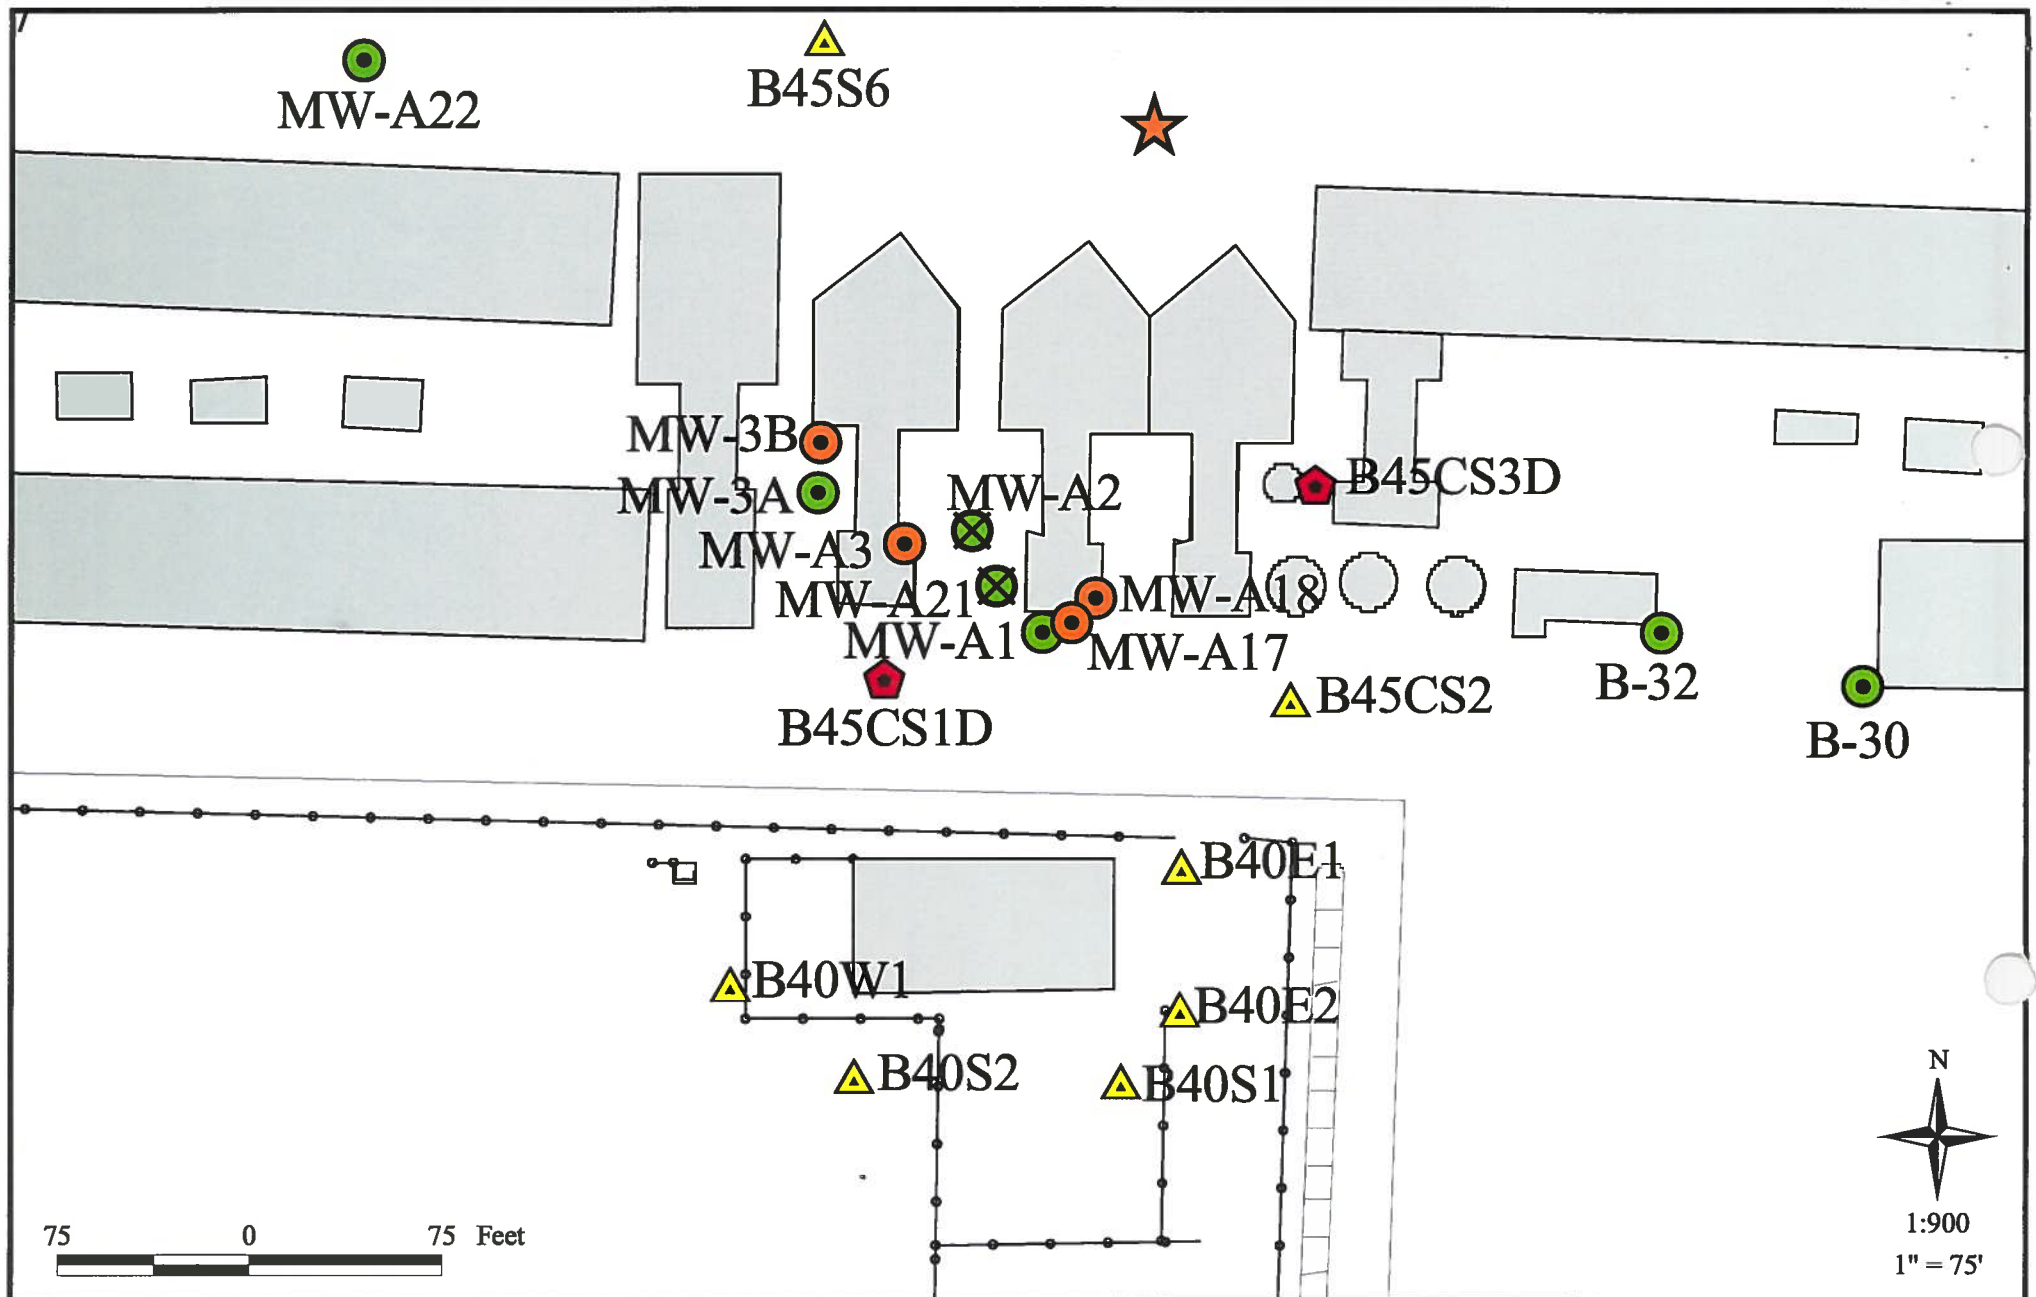 B45S6
MW-A22
MW-3B
MW-3A
MW-A2
B45CS3D
MW-A3
MW-A21
MW-A18
MW-A1
MW-A17
B45CS1D
B45CS2
B-32
B-30
B40E1
B40W1
B40E2
B40S2
B40S1
N
1:900
1" = 75'
75 0 75 Feet